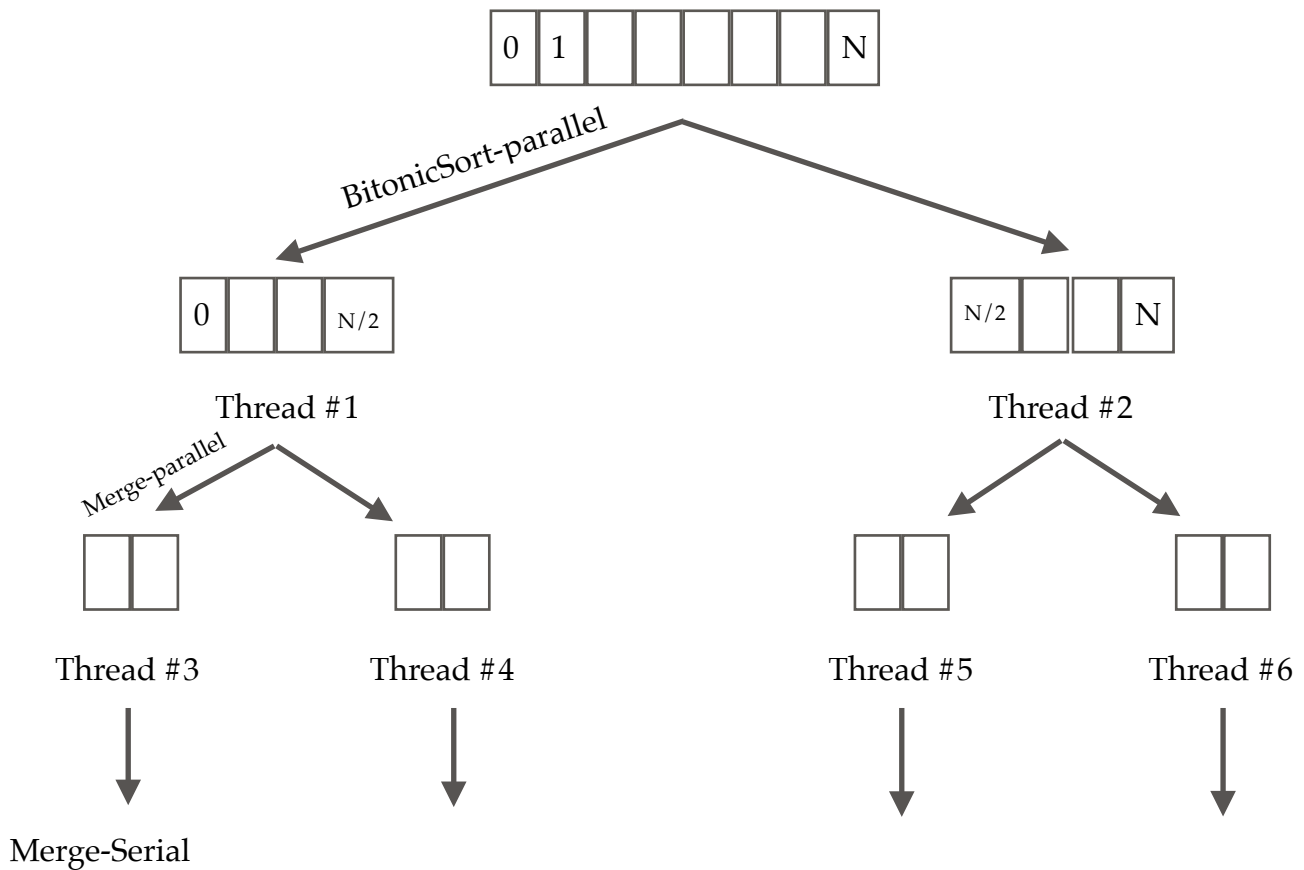 0 1 N
BitonicSort-parallel
0 N/2
N/2 N
Thread #1
Thread #2
Merge-parallel
Thread #3
Thread #4
Thread #5
Thread #6
Merge-Serial